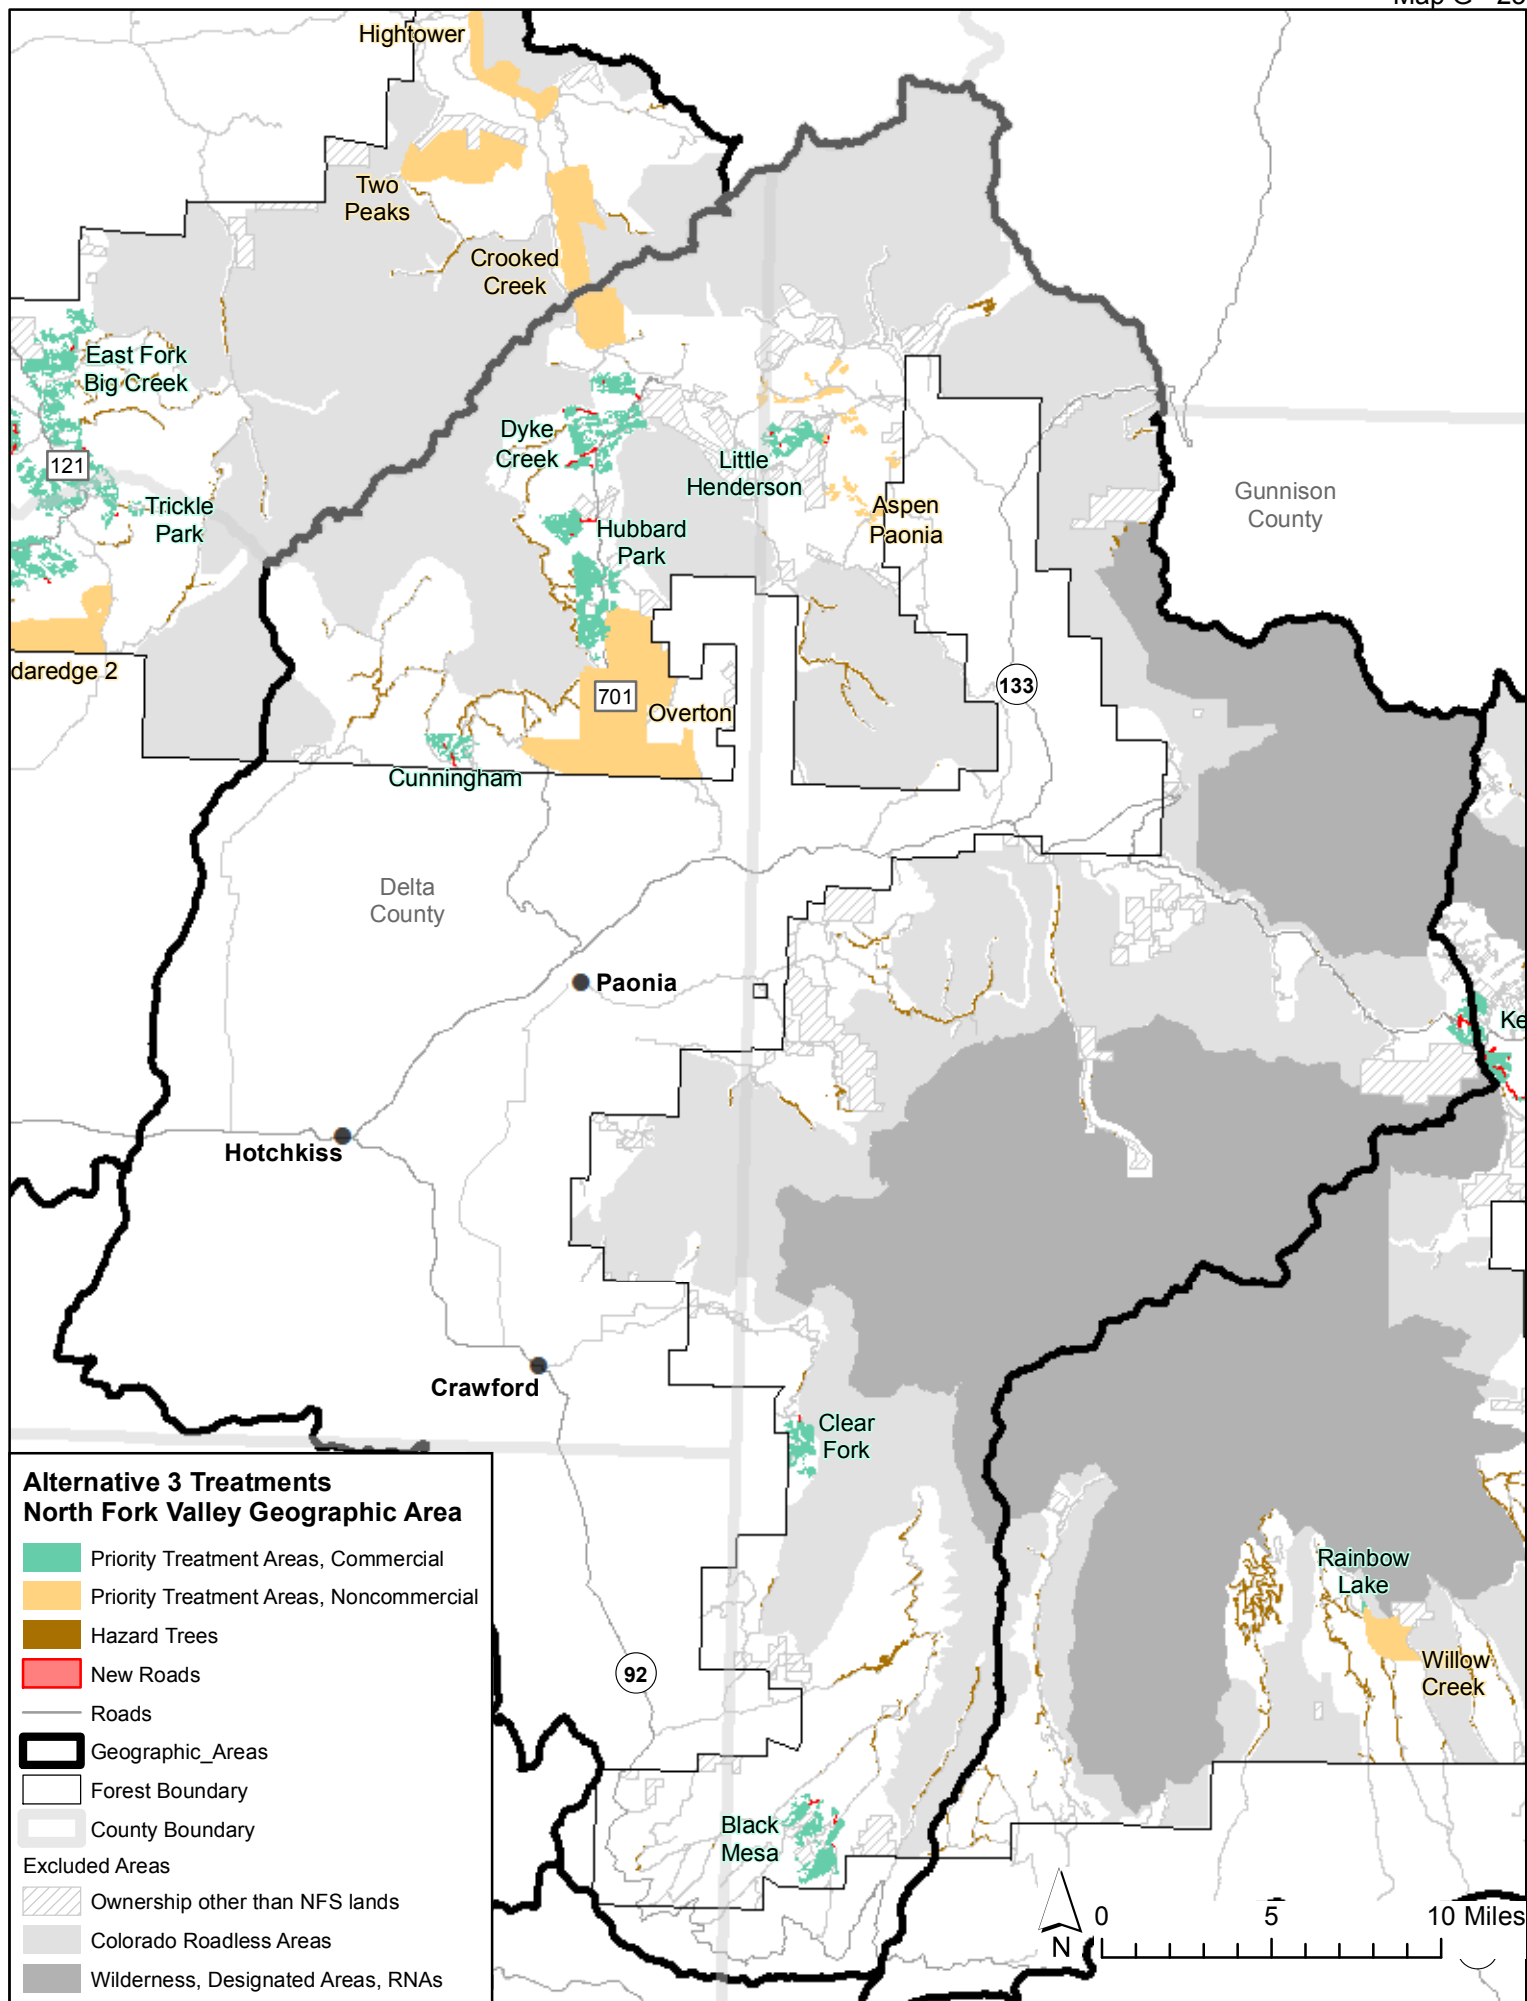 Hightower
Two
Peaks
Crooked
Creek
East Fork
Big Creek
Dyke
Creek
121
Little
Henderson
Gunnison
County
Trickle
Park
Aspen
Paonia
Hubbard
Park
daredge 2
133
701
Overton
Cunningham
Delta
County
Paonia
Ke
Hotchkiss
Crawford
Clear
Fork
Alternative 3 Treatments
North Fork Valley Geographic Area
Priority Treatment Areas, Commercial
Priority Treatment Areas, Noncommercial
Hazard Trees
New Roads
Roads
Geographic_Areas
Forest Boundary
County Boundary
Excluded Areas
Ownership other than NFS lands
Colorado Roadless Areas
Wilderness, Designated Areas, RNAs
Rainbow
Lake
Willow
Creek
92
Black
Mesa
N
0 5 10 Miles